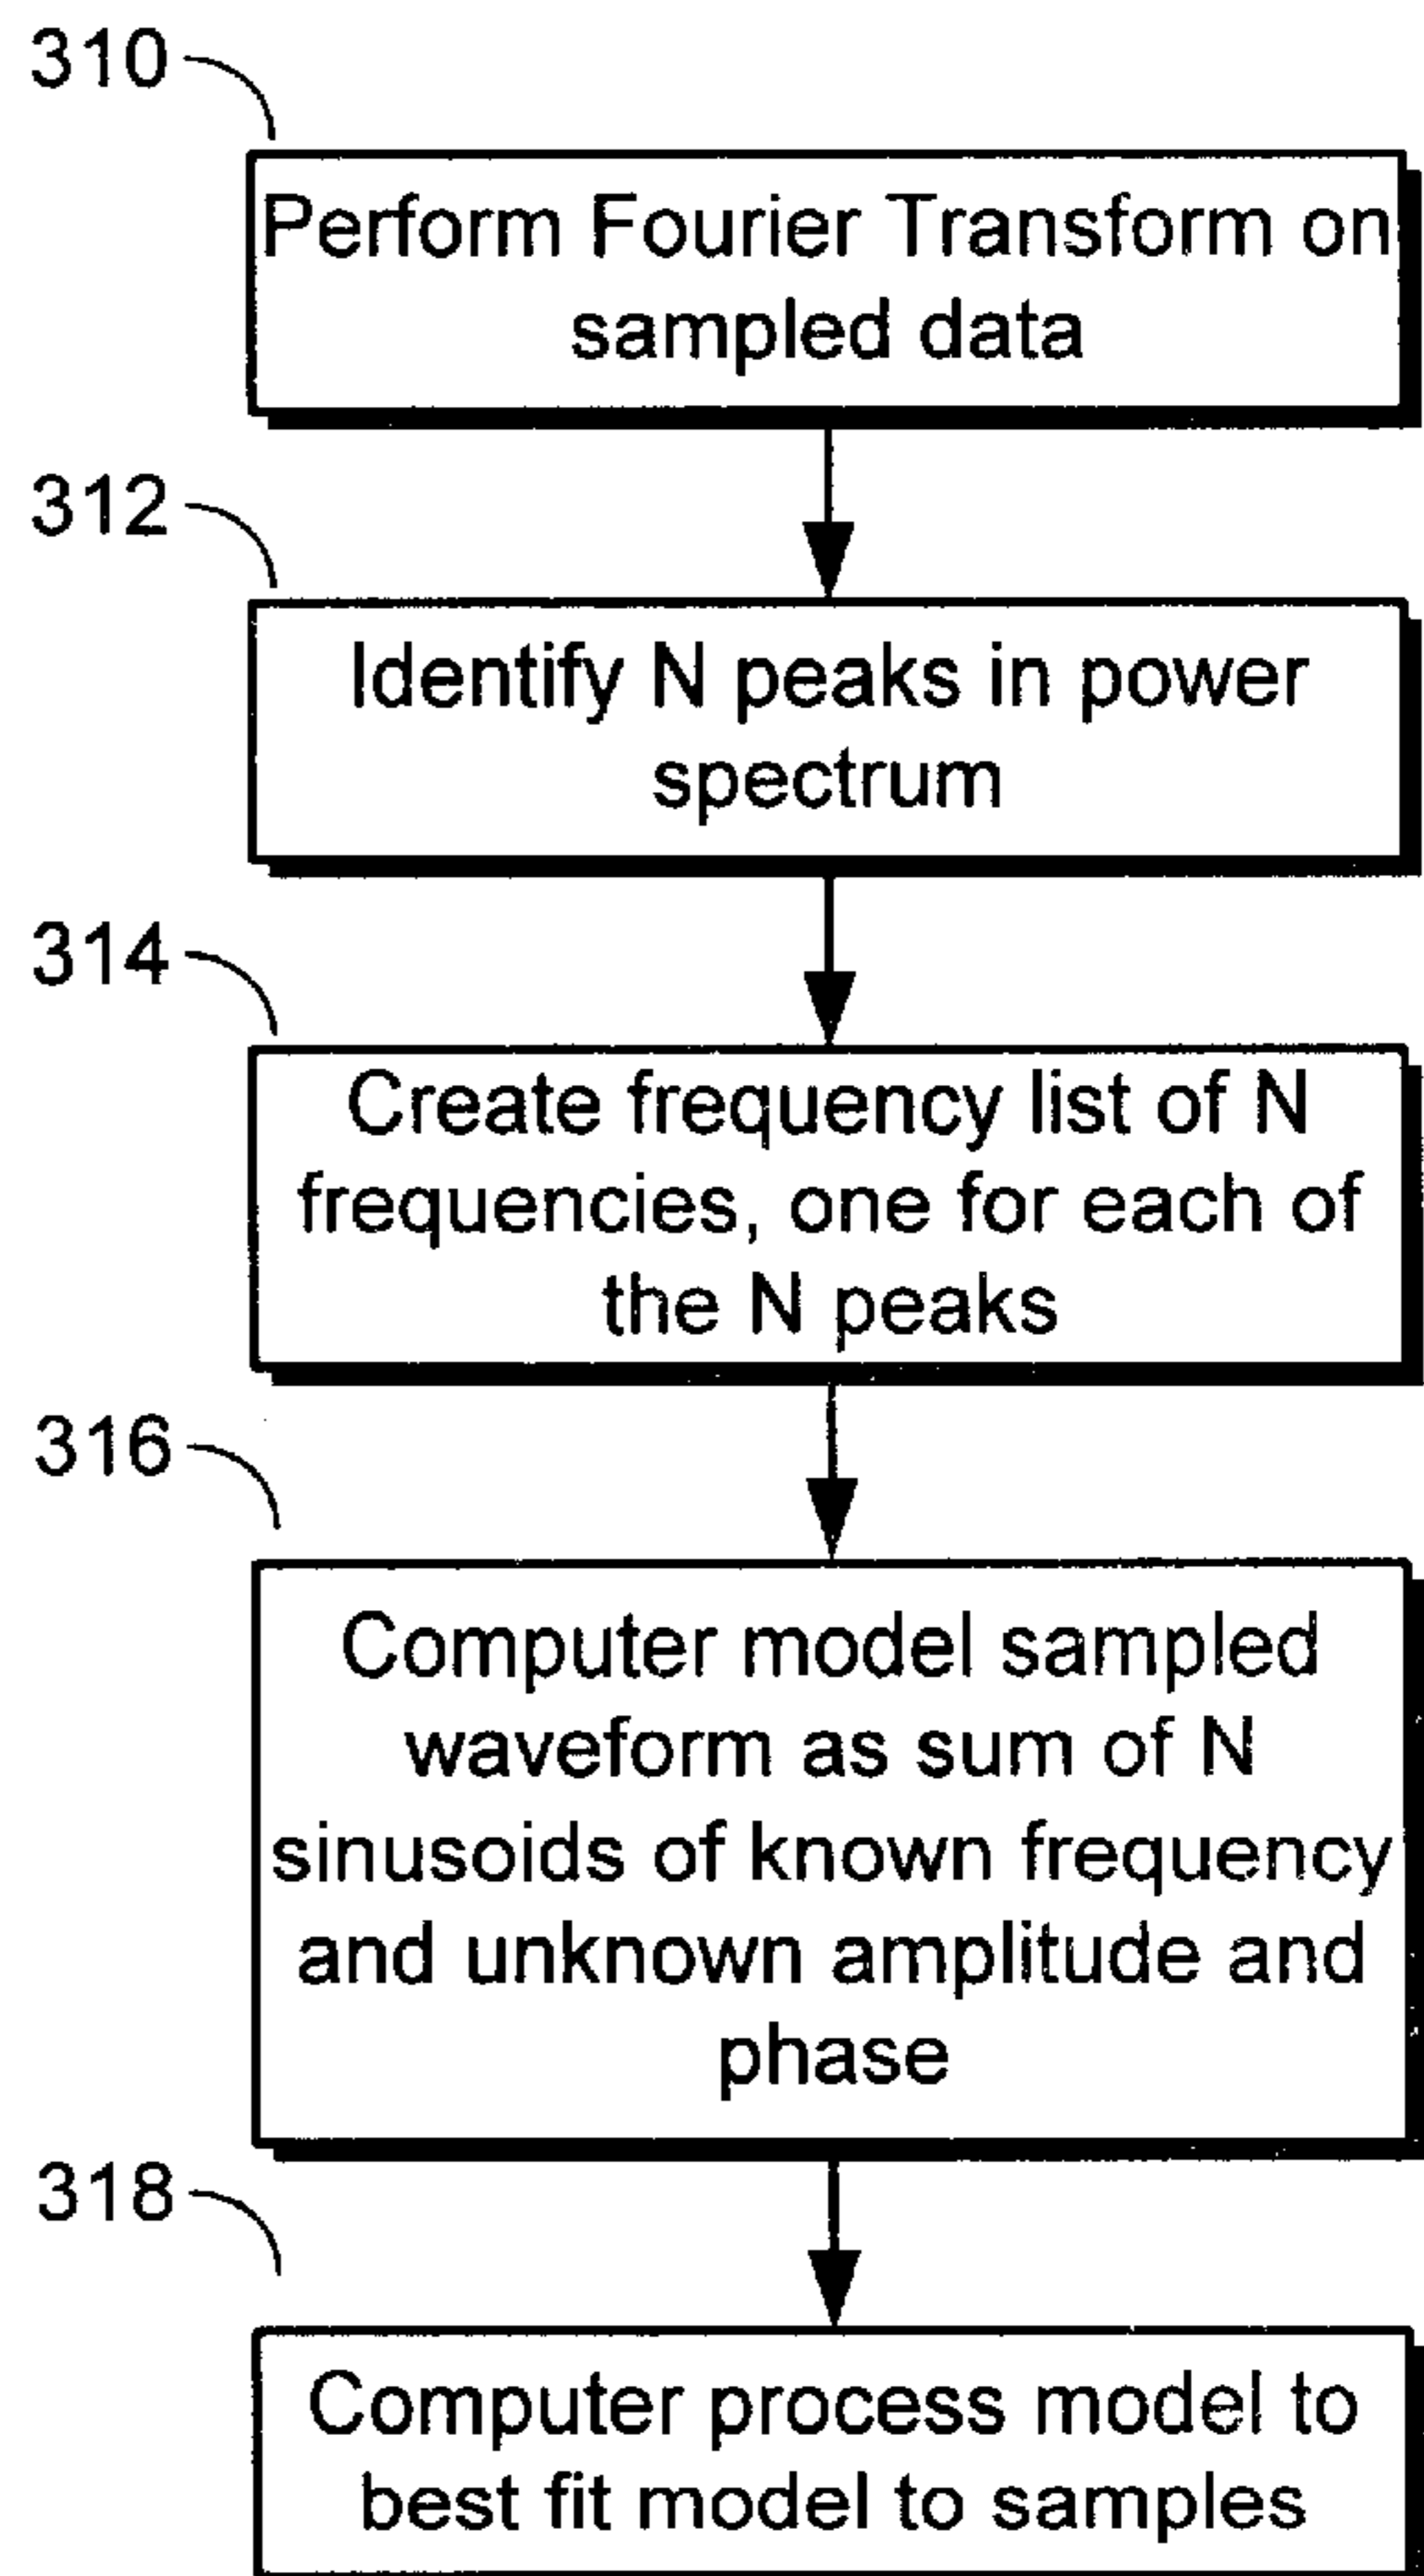 310
Perform Fourier Transform on
sampled data
312
Identify N peaks in power
spectrum
314
Create frequency list of N
frequencies, one for each of
the N peaks
316
Computer model sampled
waveform as sum of N
sinusoids of known frequency
and unknown amplitude and
phase
318
Computer process model to
best fit model to samples